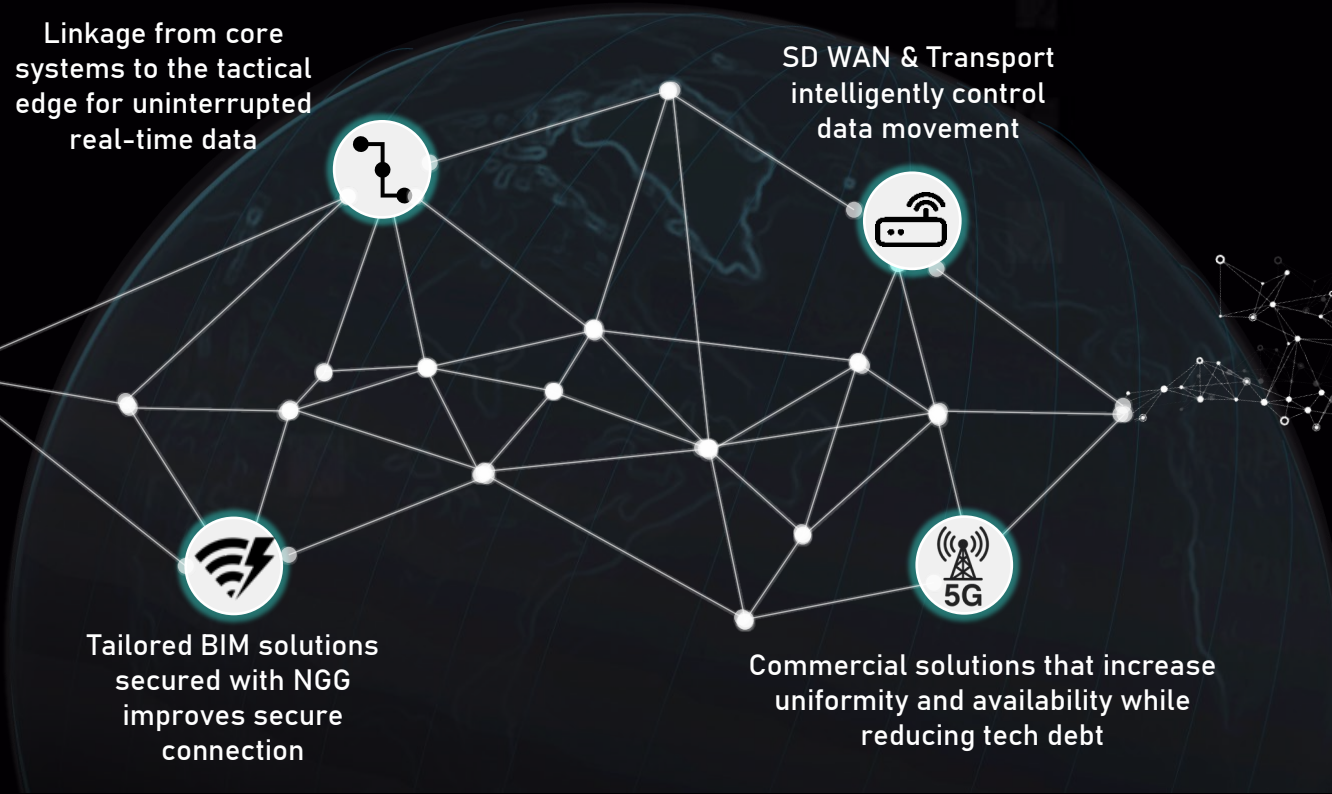 Linkage from core
systems to the tactical
edge for uninterrupted
real-time data
SD WAN & Transport
intelligently control
data movement
Tailored BIM solutions
secured with NGG
improves secure
connection
5G
Commercial solutions that increase
uniformity and availability while
reducing tech debt